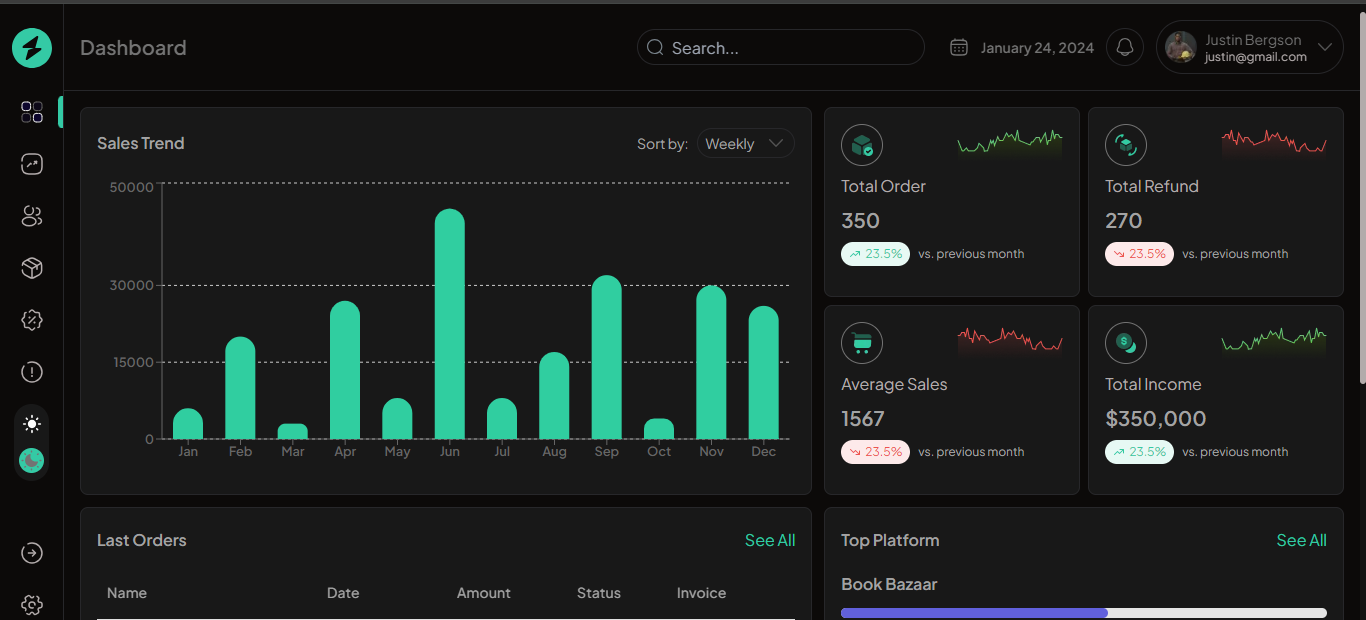 Dashboard
Search...
January 24, 2024
Justin Bergson
justin@gmail.com
Sales Trend
Sort by:
Weekly
50000
30000
15000
0
Jan Feb Mar Apr May Jun Jul Aug Sep Oct Nov Dec
Total Order
350
23.5% vs. previous month
Total Refund
270
23.5% vs. previous month
Average Sales
1567
23.5% vs. previous month
$
Total Income
$350,000
23.5% vs. previous month
Last Orders
See All
Name Date Amount Status Invoice
Top Platform
See All
Book Bazaar